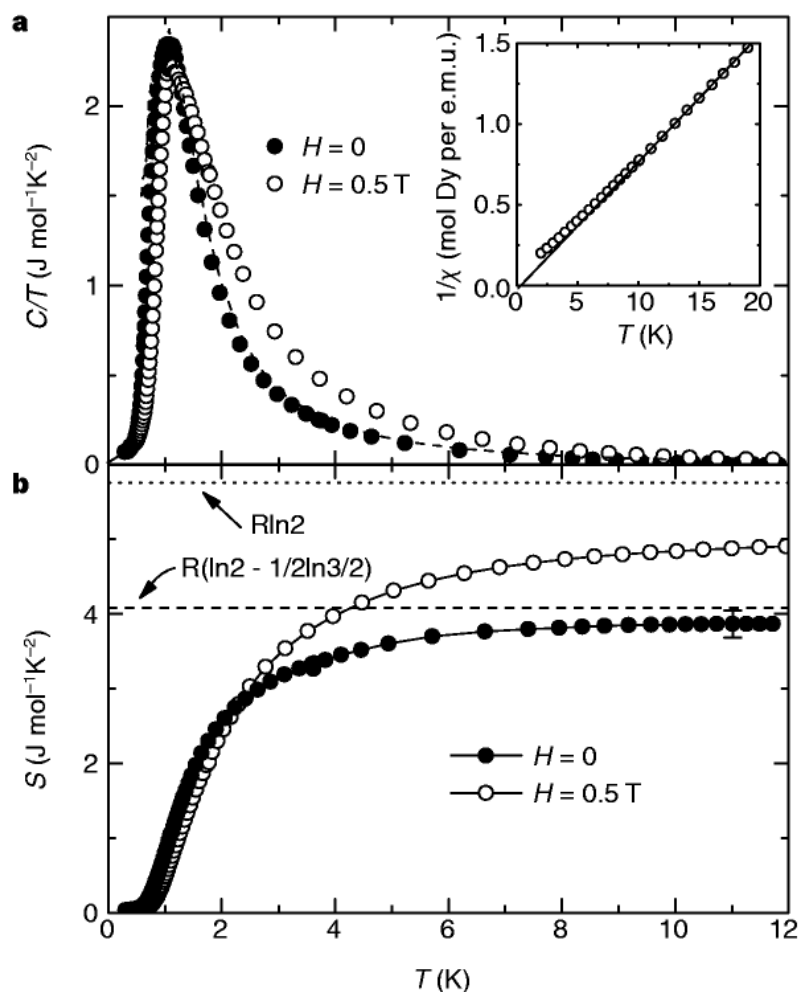 a
2
1
0
C/T (J mol⁻¹K⁻²)
H = 0
H = 0.5 T
1.5
1.0
0.5
0.0
1/χ (mol Dy per e.m.u.)
0 5 10 15 20
T (K)
b
Rln2
R(ln2 - 1/2ln3/2)
4
2
0
S (J mol⁻¹K⁻²)
H = 0
H = 0.5 T
0 2 4 6 8 10 12
T (K)